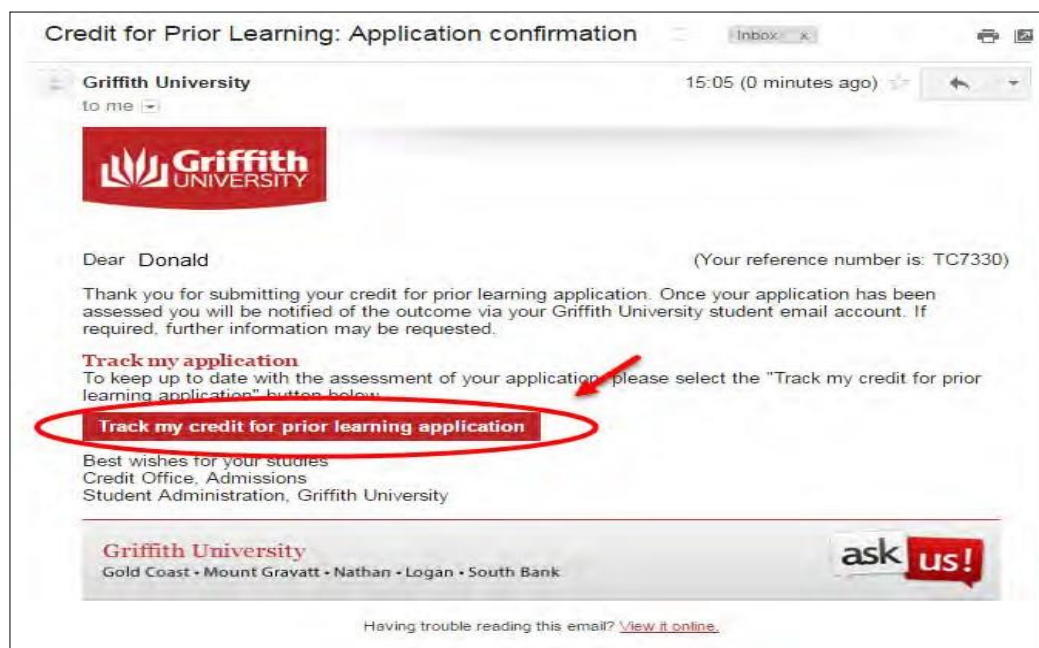 Credit for Prior Learning: Application confirmation
Inbox x
Griffith University
15:05 (0 minutes ago)
to me
Griffith
UNIVERSITY
Dear Donald
(Your reference number is: TC7330)
Thank you for submitting your credit for prior learning application. Once your application has been
assessed you will be notified of the outcome via your Griffith University student email account. If
required, further information may be requested.
Track my application
To keep up to date with the assessment of your application, please select the "Track my credit for prior
learning application" button below
Track my credit for prior learning application
Best wishes for your studies
Credit Office, Admissions
Student Administration, Griffith University
Griffith University
Gold Coast • Mount Gravatt • Nathan • Logan • South Bank
ask us!
Having trouble reading this email? View it online.